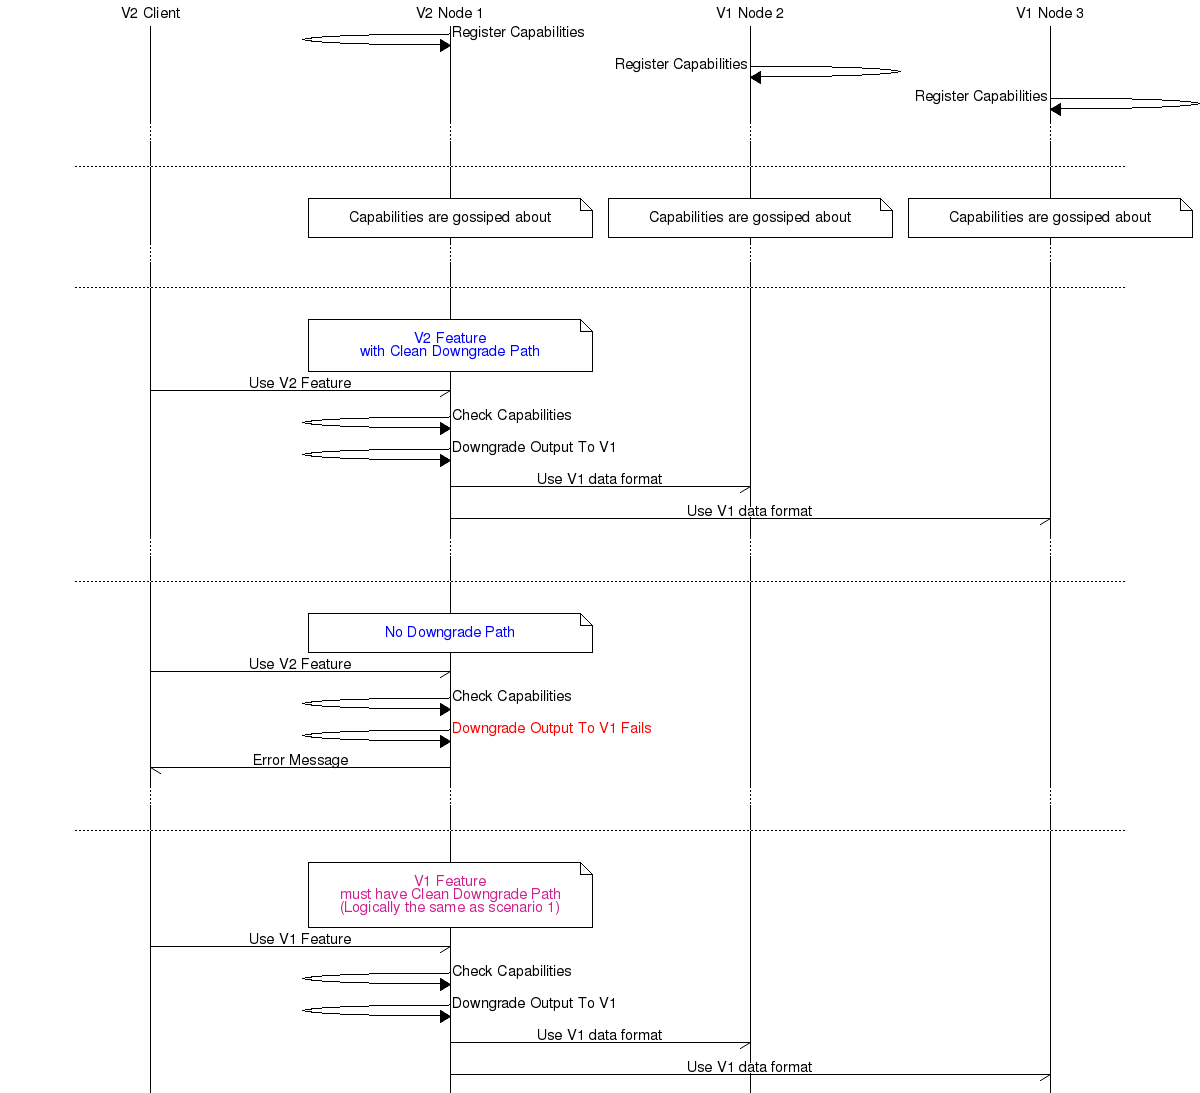 V2 Client
V2 Node 1
V1 Node 2
V1 Node 3
Register Capabilities
Register Capabilities
Register Capabilities
Capabilities are gossiped about
Capabilities are gossiped about
Capabilities are gossiped about
V2 Feature
with Clean Downgrade Path
Use V2 Feature
Check Capabilities
Downgrade Output To V1
Use V1 data format
Use V1 data format
No Downgrade Path
Use V2 Feature
Check Capabilities
Downgrade Output To V1 Fails
Error Message
V1 Feature
must have Clean Downgrade Path
(Logically the same as scenario 1)
Use V1 Feature
Check Capabilities
Downgrade Output To V1
Use V1 data format
Use V1 data format